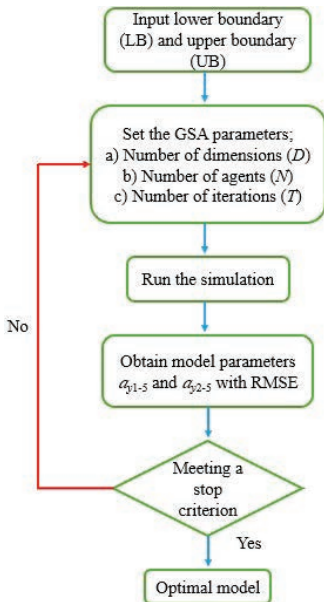 Input lower boundary
(LB) and upper boundary
(UB)
Set the GSA parameters;
a) Number of dimensions (D)
b) Number of agents (N)
c) Number of iterations (T)
Run the simulation
No
Obtain model parameters
ay1-5 and ay2-5 with RMSE
Meeting a
stop
criterion
Yes
Optimal model